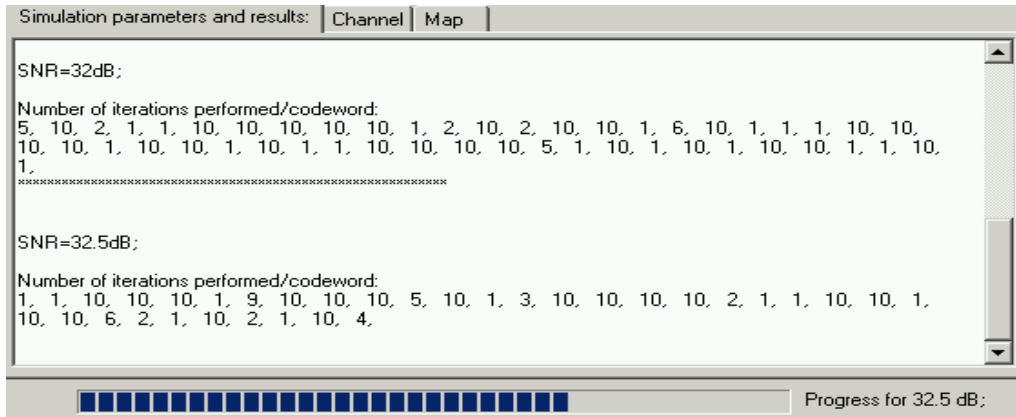 Simulation parameters and results: Channel Map
SNR=32dB;
Number of iterations performed/codeword:
5, 10, 2, 1, 1, 10, 10, 10, 10, 10, 1, 2, 10, 2, 10, 10, 1, 6, 10, 1, 1, 1, 10, 10,
10, 10, 1, 10, 10, 1, 10, 1, 1, 10, 10, 10, 10, 5, 1, 10, 1, 10, 1, 10, 10, 1, 1, 10,
1,
************************************************************
SNR=32.5dB;
Number of iterations performed/codeword:
1, 1, 10, 10, 10, 1, 9, 10, 10, 10, 5, 10, 1, 3, 10, 10, 10, 10, 2, 1, 1, 10, 10, 1,
10, 10, 6, 2, 1, 10, 2, 1, 10, 4,
Progress for 32.5 dB;